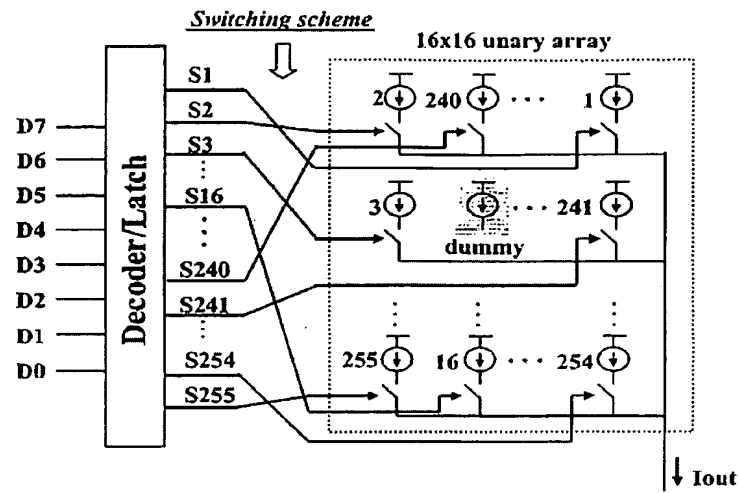 Switching scheme
16x16 unary array
S1
2
240
...
1
S2
D7
S3
D6
D5
S16
3
... 241
dummy
D4
D3
Decoder/Latch
S240
D2
S241
D1
S254
255
16
... 254
D0
S255
Iout